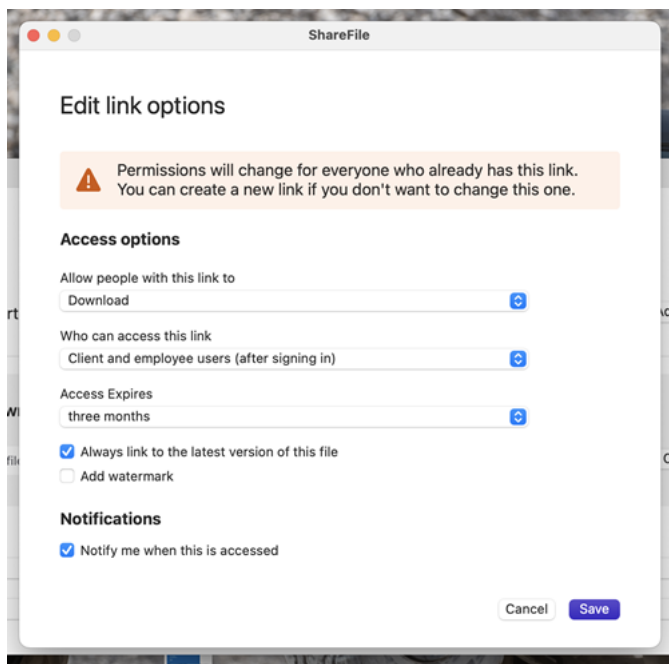 ShareFile
Edit link options
Permissions will change for everyone who already has this link.
You can create a new link if you don't want to change this one.
Access options
Allow people with this link to
Download
Who can access this link
Client and employee users (after signing in)
Access Expires
three months
Always link to the latest version of this file
Add watermark
Notifications
Notify me when this is accessed
Cancel
Save